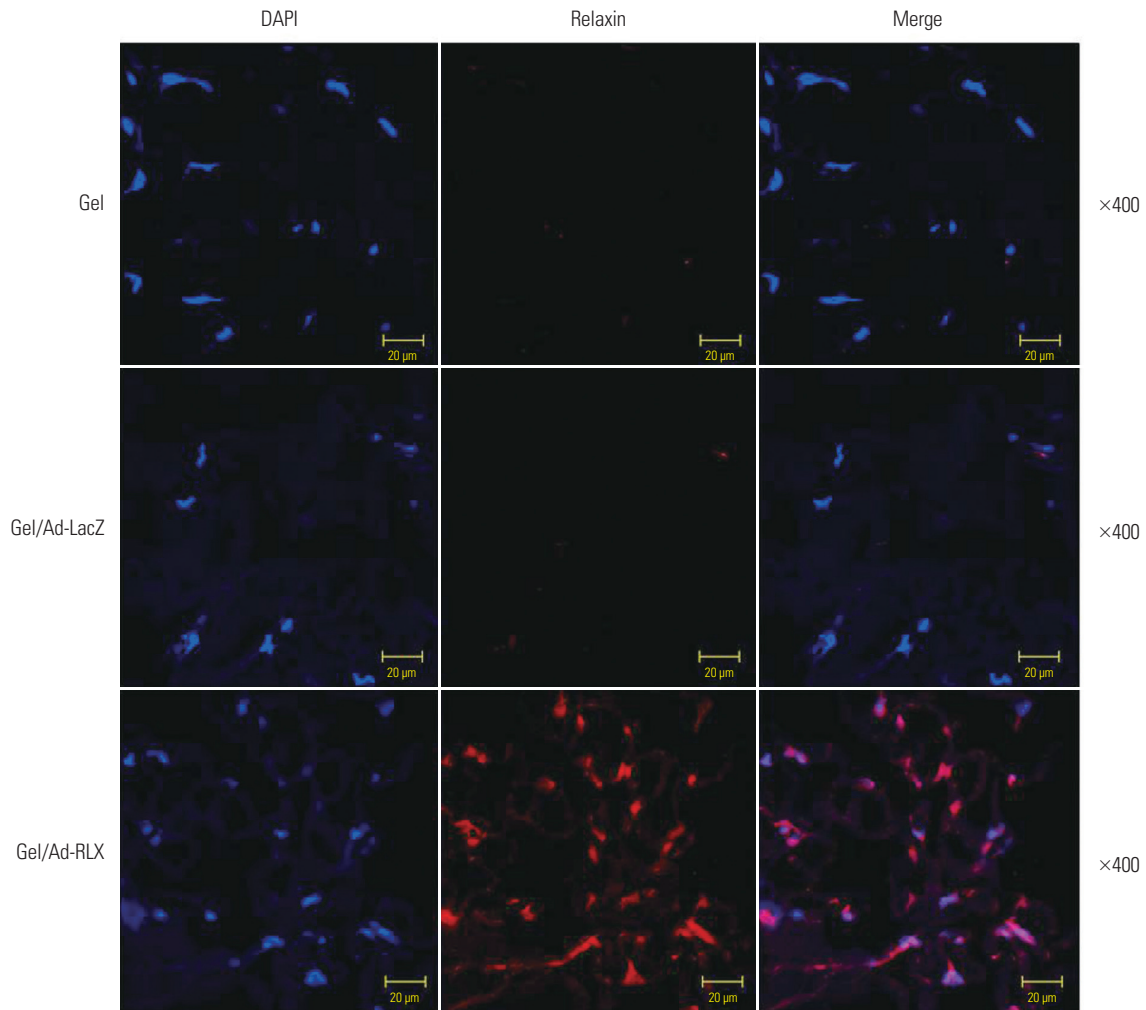 DAPI Relaxin Merge
Gel ×400
20 µm 20 µm 20 µm
Gel/Ad-LacZ ×400
20 µm 20 µm 20 µm
Gel/Ad-RLX ×400
20 µm 20 µm 20 µm